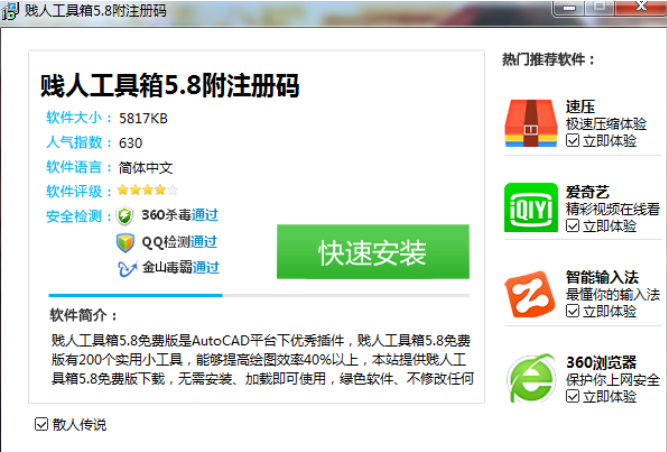 贱人工具箱5.8附注册码
贱人工具箱5.8附注册码
软件大小： 5817KB
人气指数： 630
软件语言： 简体中文
软件评级：
安全检测： 360杀毒通过
QQ检测通过
金山毒霸通过
快速安装
软件简介：
贱人工具箱5.8免费版是AutoCAD平台下优秀插件，贱人工具箱5.8免费
版有200个实用小工具，能够提高绘图效率40%以上，本站提供贱人工
具箱5.8免费版下载，无需安装、加载即可使用，绿色软件、不修改任何
散人传说
热门推荐软件：
速压
极速压缩体验
立即体验
iQIYI
爱奇艺
精彩视频在线看
立即体验
智能输入法
最懂你的输入法
立即体验
360浏览器
保护你上网安全
立即体验